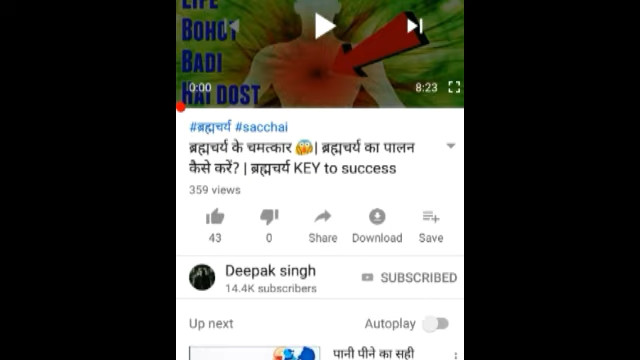 LIFE
BOHOT
BADI
HAI DOST
0:00
8:23
#ब्रह्मचर्य #sacchai
ब्रह्मचर्य के चमत्कार 😱| ब्रह्मचर्य का पालन
कैसे करें? | ब्रह्मचर्य KEY to success
359 views
43
0
Share
Download
Save
Deepak singh
SUBSCRIBED
14.4K subscribers
Up next
Autoplay
पानी पीने का सही